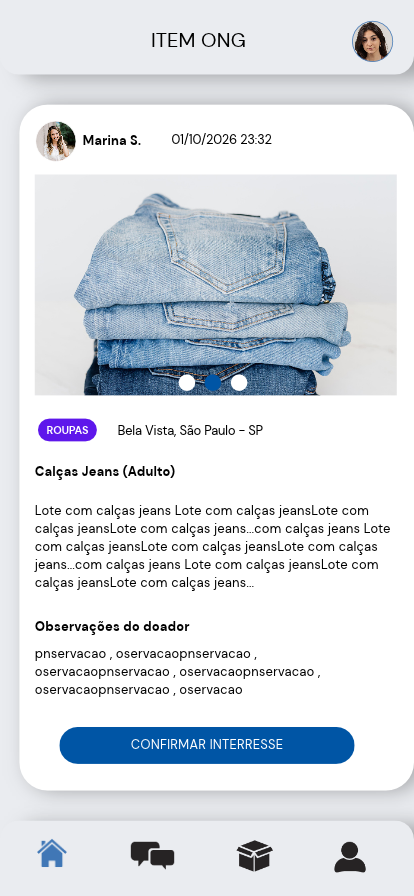 ITEM ONG
Marina S.
01/10/2026 23:32
ROUPAS
Bela Vista, São Paulo - SP
Calças Jeans (Adulto)
Lote com calças jeans Lote com calças jeansLote com
calças jeansLote com calças jeans...com calças jeans Lote
com calças jeansLote com calças jeansLote com calças
jeans...com calças jeans Lote com calças jeansLote com
calças jeansLote com calças jeans...
Observações do doador
pnservacao , oservacaopnservacao ,
oservacaopnservacao , oservacaopnservacao ,
oservacaopnservacao , oservacao
CONFIRMAR INTERRESSE